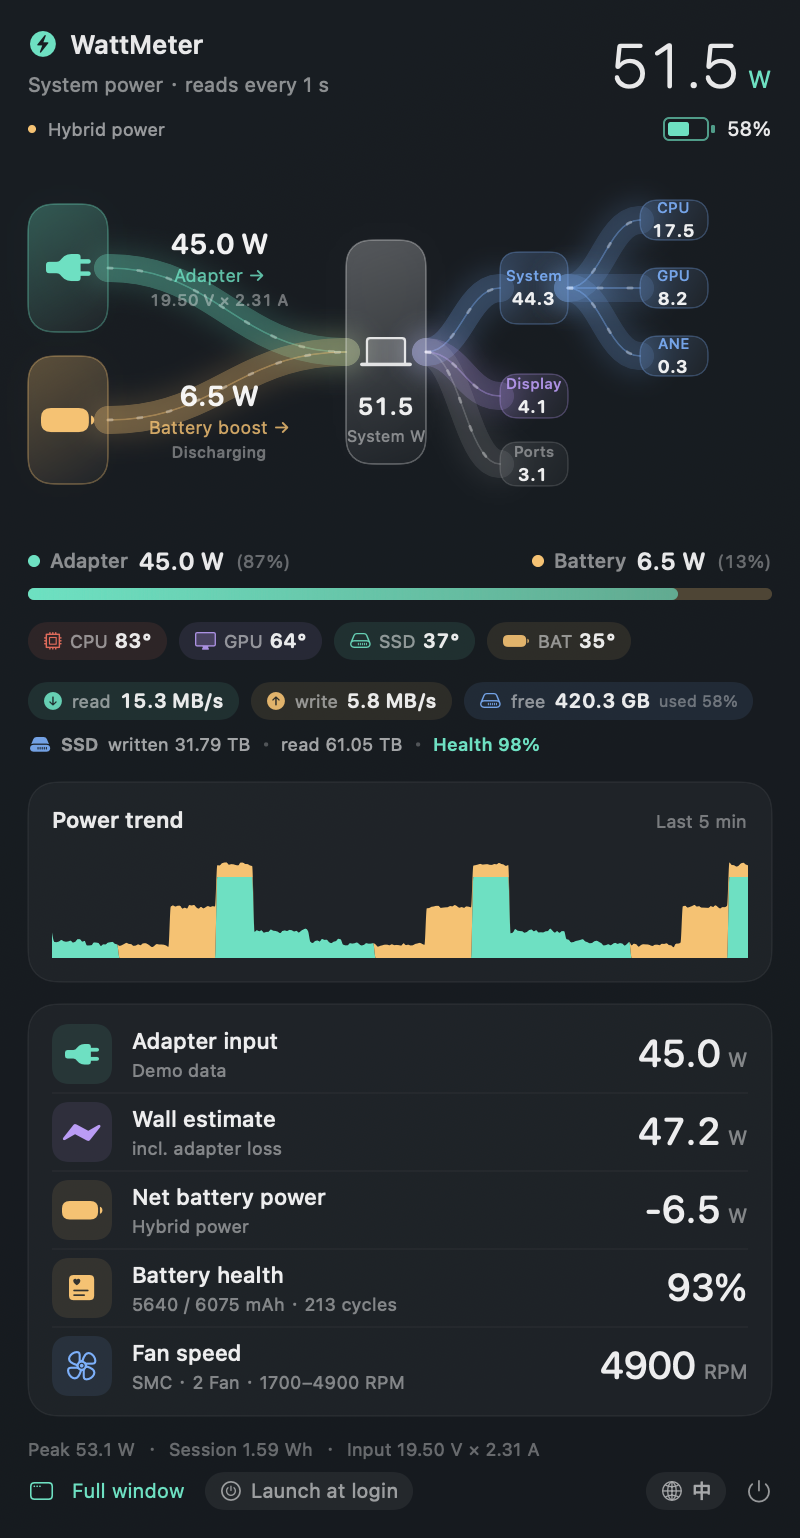 WattMeter
51.5 W
System power · reads every 1 s
Hybrid power
58%
45.0 W
Adapter →
19.50 V × 2.31 A
6.5 W
Battery boost →
Discharging
51.5
System W
System
44.3
Display
4.1
Ports
3.1
CPU
17.5
GPU
8.2
ANE
0.3
Adapter 45.0 W (87%)
Battery 6.5 W (13%)
CPU 83° GPU 64° SSD 37° BAT 35°
read 15.3 MB/s write 5.8 MB/s free 420.3 GB used 58%
SSD written 31.79 TB · read 61.05 TB · Health 98%
Power trend
Last 5 min
Adapter input
Demo data
45.0 W
Wall estimate
incl. adapter loss
47.2 W
Net battery power
Hybrid power
-6.5 W
Battery health
5640 / 6075 mAh · 213 cycles
93%
Fan speed
SMC · 2 Fan · 1700–4900 RPM
4900 RPM
Peak 53.1 W · Session 1.59 Wh · Input 19.50 V × 2.31 A
Full window
Launch at login
中